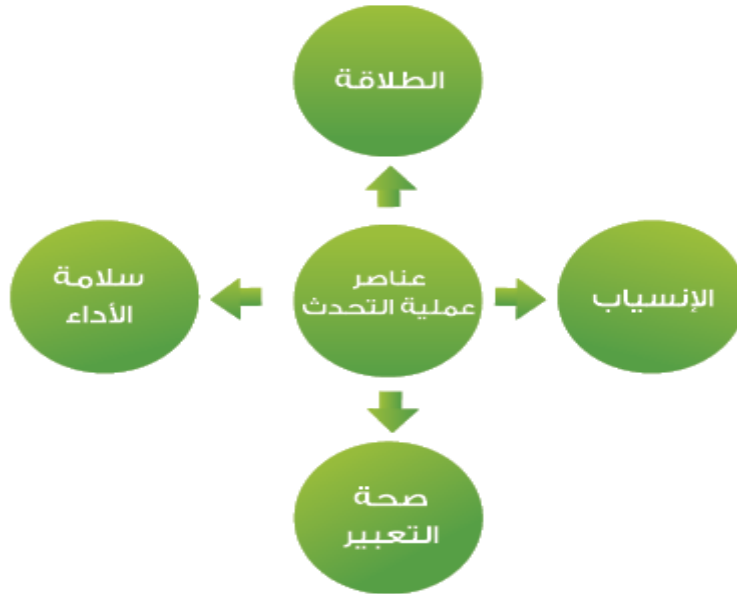 الطلاقة
عناصر
عملية التحدث
الإنسياب
سلامة
الأداء
صحة
التعبير